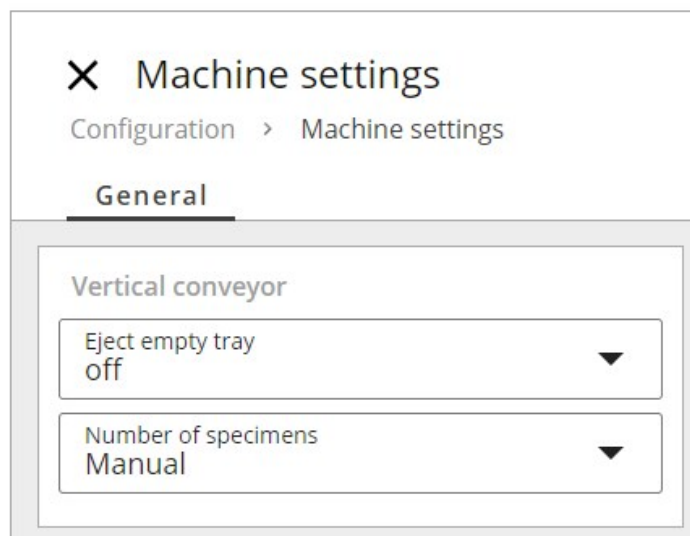 Machine settings
Configuration > Machine settings
General
Vertical conveyor
Eject empty tray
off
Number of specimens
Manual